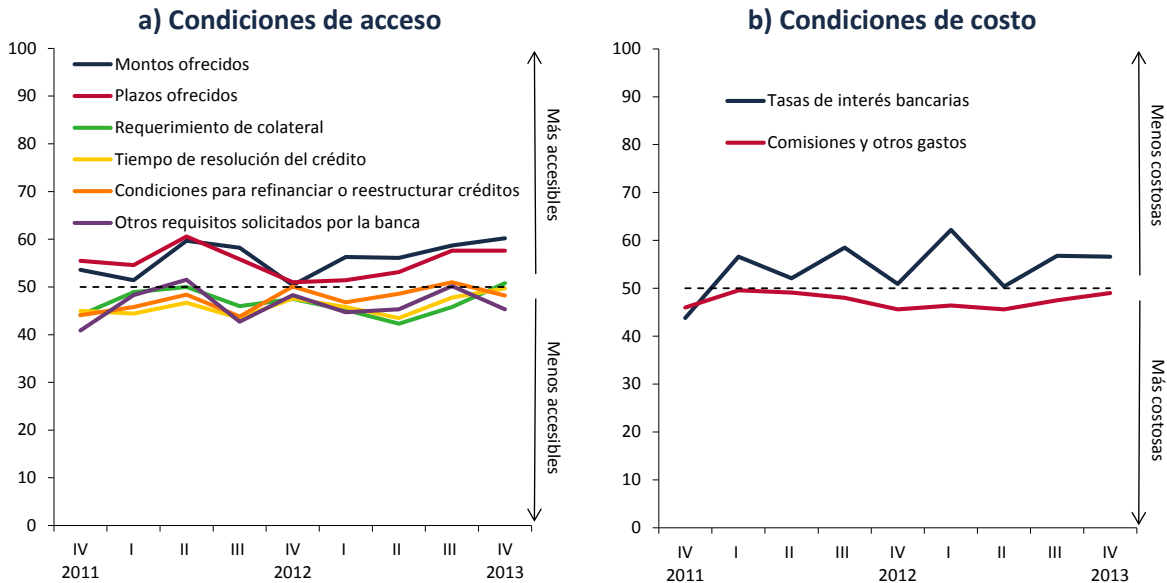 a) Condiciones de acceso
100
90
80
70
60
50
40
30
20
10
0
Montos ofrecidos
Plazos ofrecidos
Requerimiento de colateral
Tiempo de resolución del crédito
Condiciones para refinanciar o reestructurar créditos
Otros requisitos solicitados por la banca
Más accesibles
Menos accesibles
IV I II III IV I II III IV
2011 2012 2013
b) Condiciones de costo
100
90
80
70
60
50
40
30
20
10
0
Tasas de interés bancarias
Comisiones y otros gastos
Menos costosas
Más costosas
IV I II III IV I II III IV
2011 2012 2013